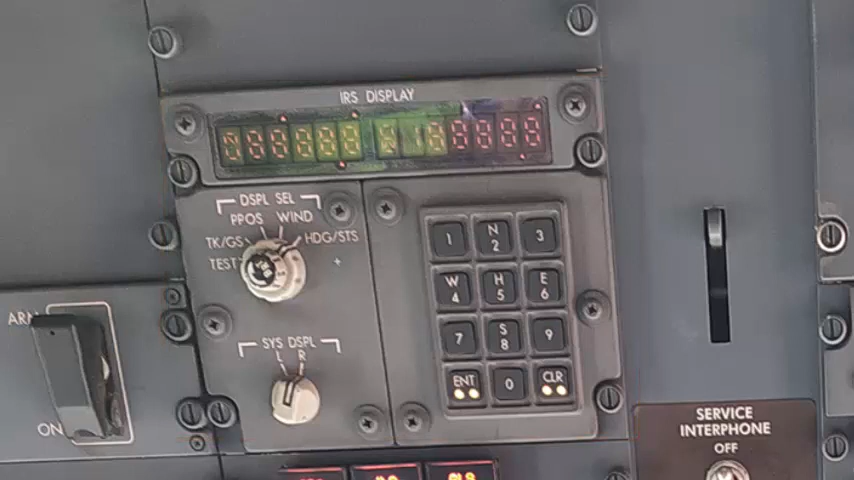 IRS DISPLAY
DSPL SEL
PPOS WIND
TK/GS HDG/STS
TEST
SYS DSPL
L R
1
N
2
3
W
4
H
5
E
6
7
S
8
9
ENT
0
CLR
ARM
ON
SERVICE
INTERPHONE
OFF